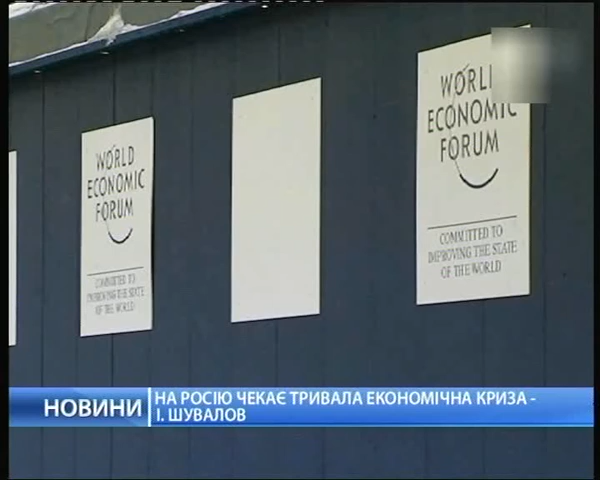 WORLD
ECONOMIC
FORUM
COMMITTED TO
IMPROVING THE STATE
OF THE WORLD
WORLD
ECONOMIC
FORUM
COMMITTED TO
IMPROVING THE STATE
OF THE WORLD
НОВИНИ
НА РОСІЮ ЧЕКАЄ ТРИВАЛА ЕКОНОМІЧНА КРИЗА -
І. ШУВАЛОВ